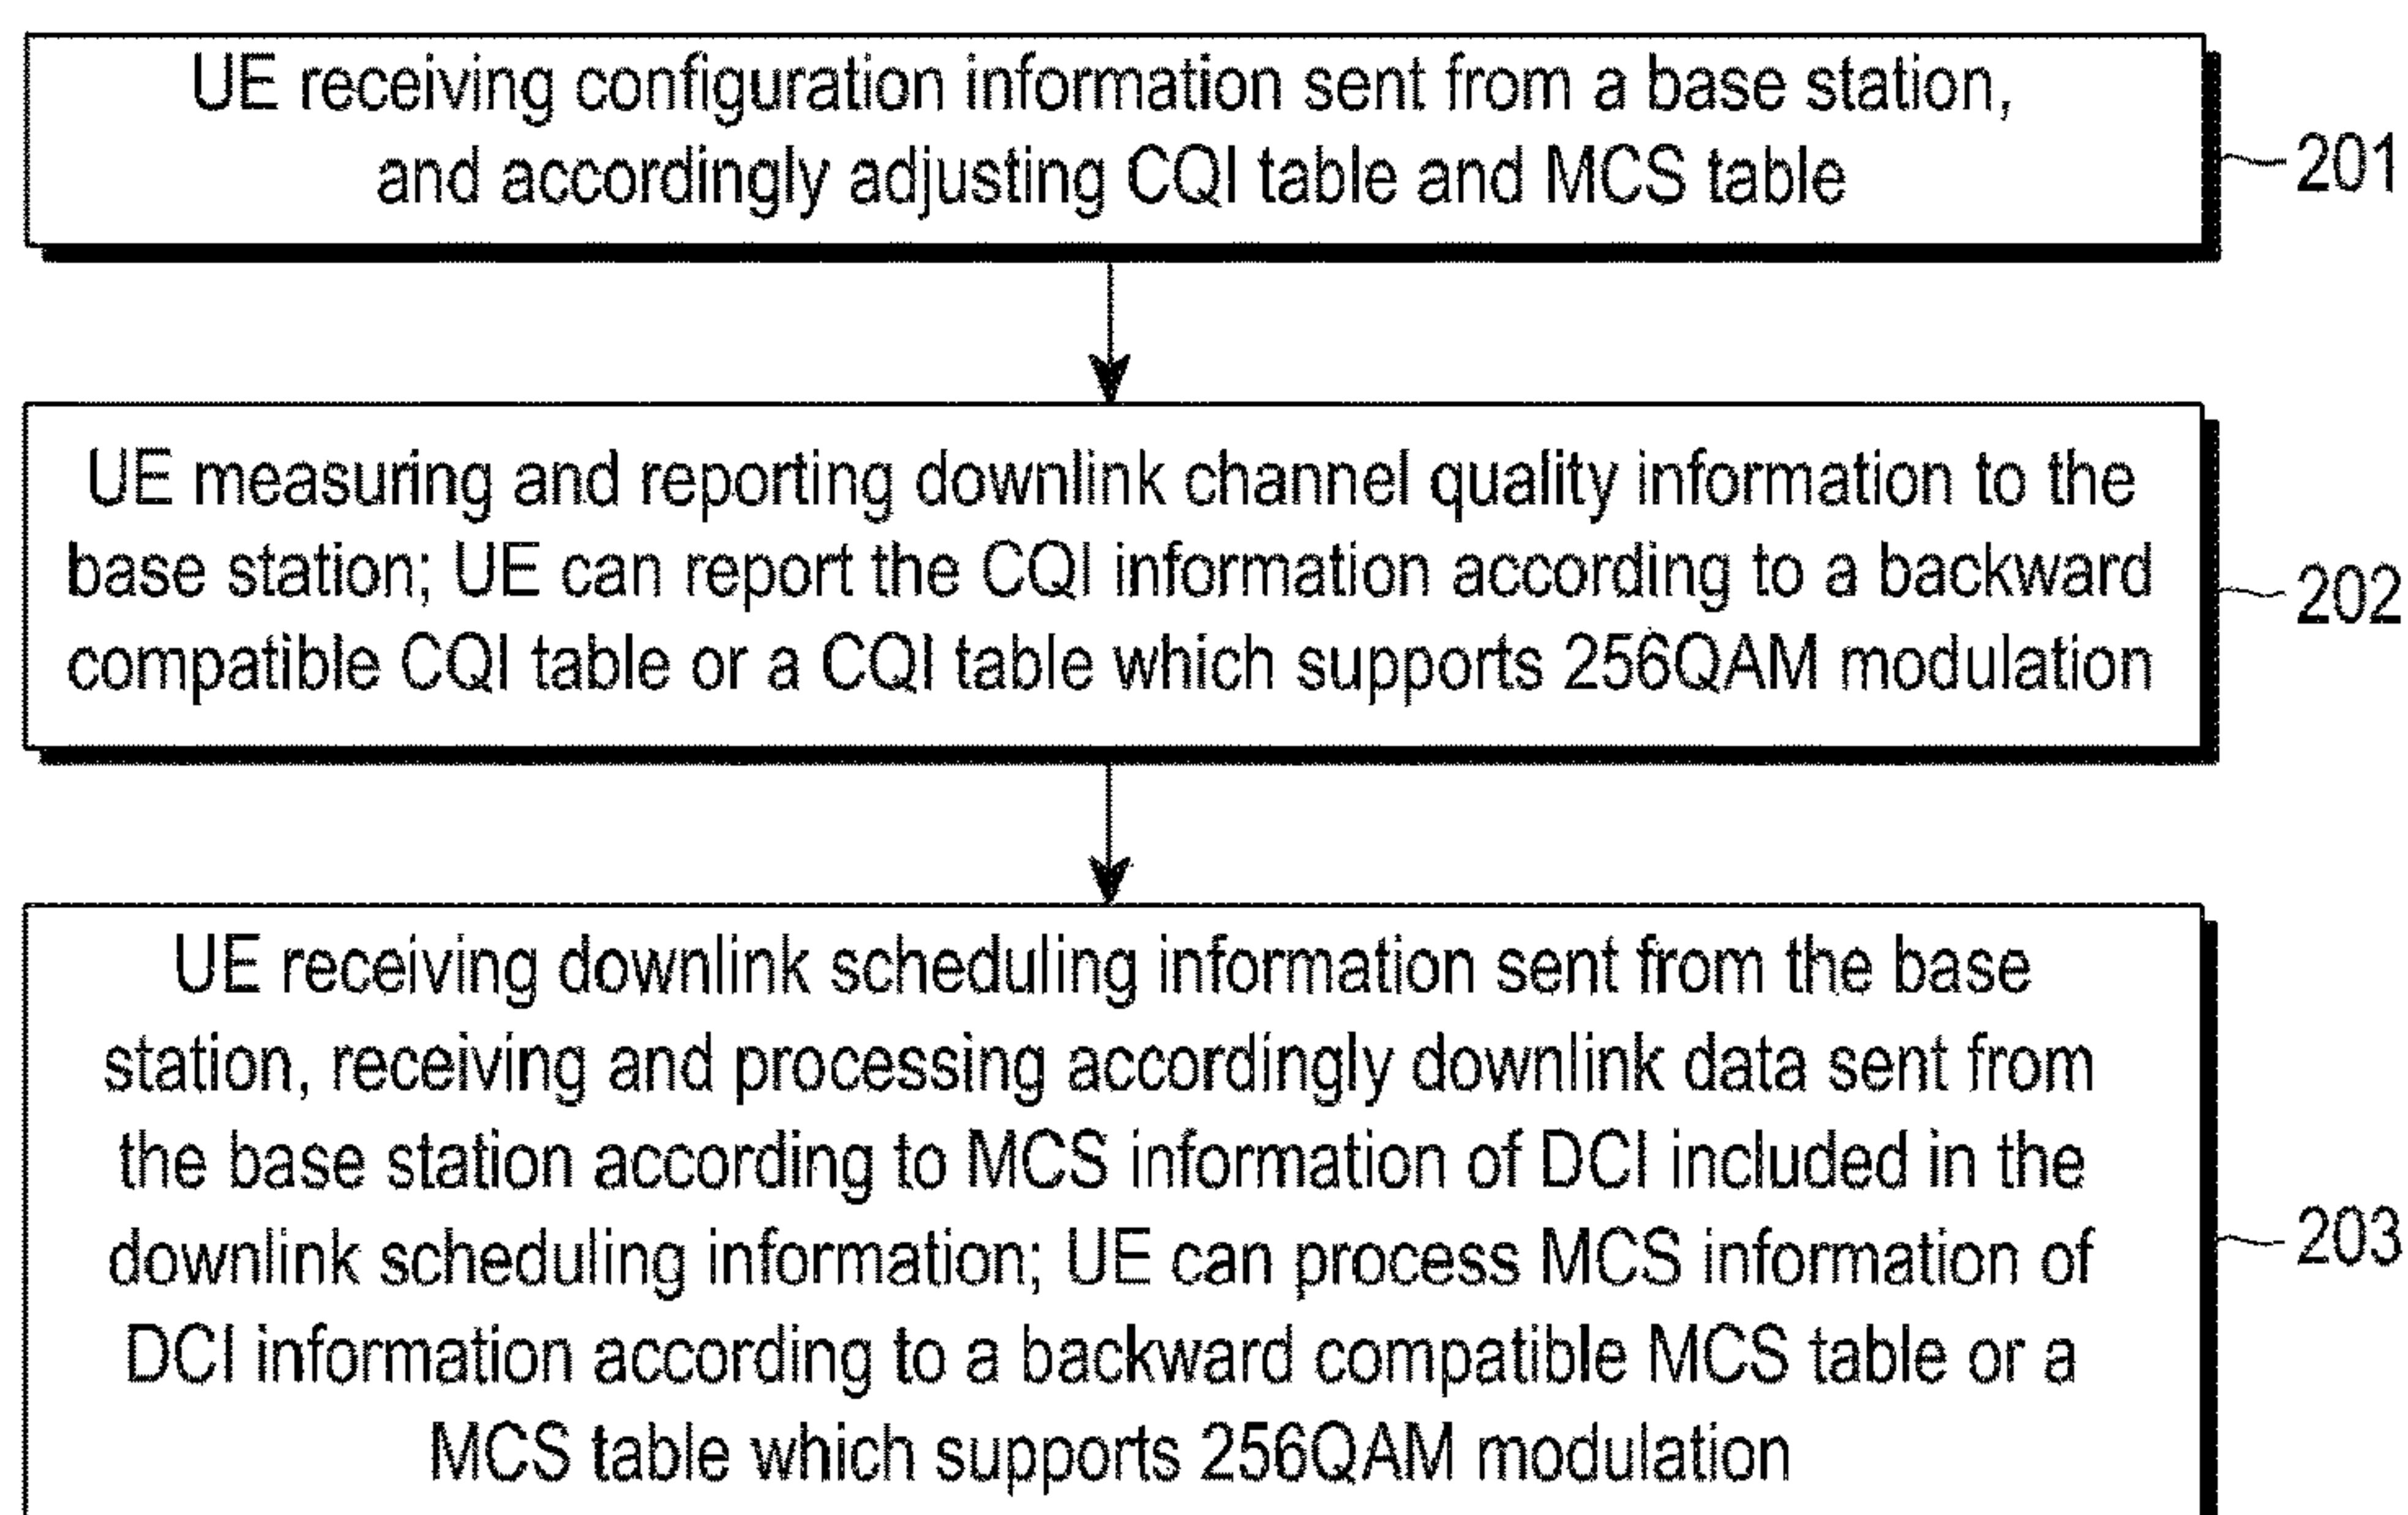 UE receiving configuration information sent from a base station,
and accordingly adjusting CQI table and MCS table
201
UE measuring and reporting downlink channel quality information to the
base station; UE can report the CQI information according to a backward
compatible CQI table or a CQI table which supports 256QAM modulation
202
UE receiving downlink scheduling information sent from the base
station, receiving and processing accordingly downlink data sent from
the base station according to MCS information of DCI included in the
downlink scheduling information; UE can process MCS information of
DCI information according to a backward compatible MCS table or a
MCS table which supports 256QAM modulation
203